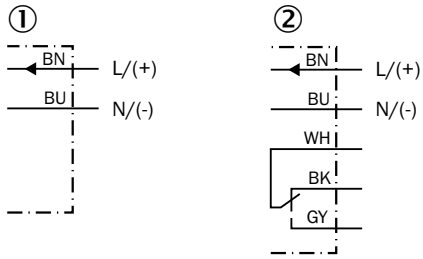 ①
BN L/(+)
BU N/(-)
②
BN L/(+)
BU N/(-)
WH
BK
GY